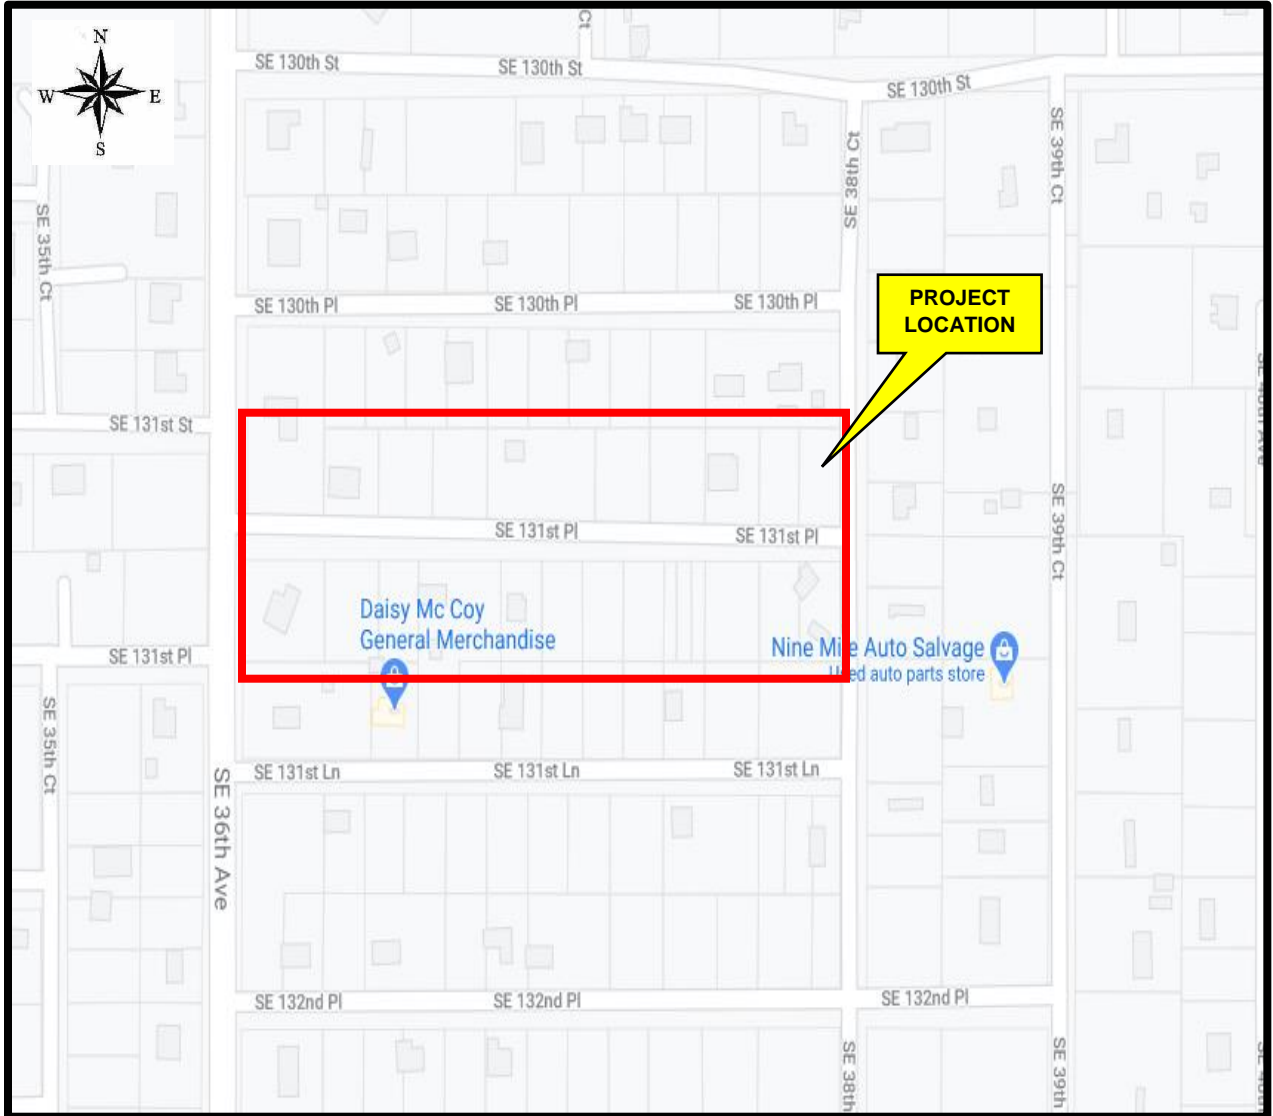 N
W E
S
Ct
SE 130th St
SE 130th St
SE 130th St
SE 38th Ct
SE 39th Ct
SE 35th Ct
PROJECT
LOCATION
SE 130th Pl
SE 130th Pl
SE 130th Pl
SE 131st St
SE 131st Pl
SE 131st Pl
SE 39th Ct
Daisy Mc Coy
General Merchandise
Nine Mile Auto Salvage
Used auto parts store
SE 131st Pl
SE 35th Ct
SE 131st Ln
SE 131st Ln
SE 131st Ln
SE 36th Ave
SE 132nd Pl
SE 132nd Pl
SE 132nd Pl
SE 38th
SE 39th